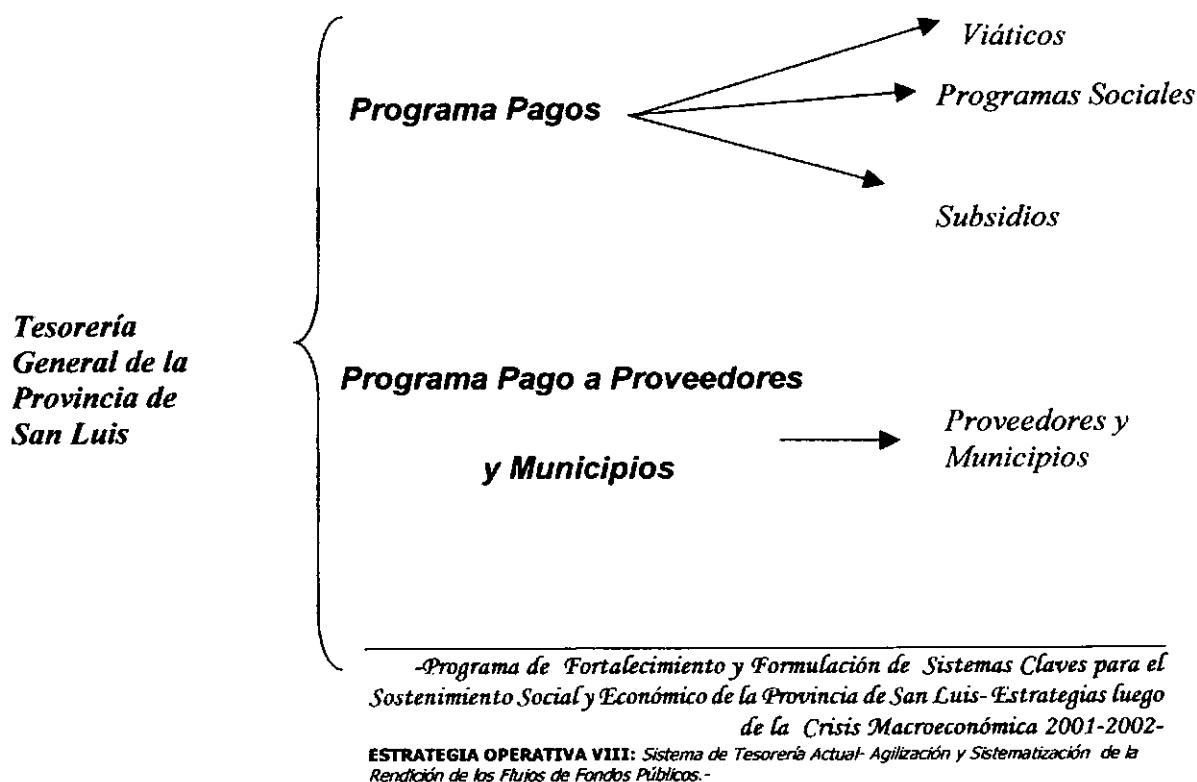 Viáticos
Programa Pagos
Programas Sociales
Subsidios
Tesorería
General de la
Provincia de
San Luis
Programa Pago a Proveedores
y Municipios
Proveedores y
Municipios
-Programa de Fortalecimiento y Formulación de Sistemas Claves para el
Sostenimiento Social y Económico de la Provincia de San Luis- Estrategias luego
de la Crisis Macroeconómica 2001-2002-
ESTRATEGIA OPERATIVA VIII: Sistema de Tesorería Actual- Agilización y Sistematización de la
Rendición de los Flujos de Fondos Públicos.-